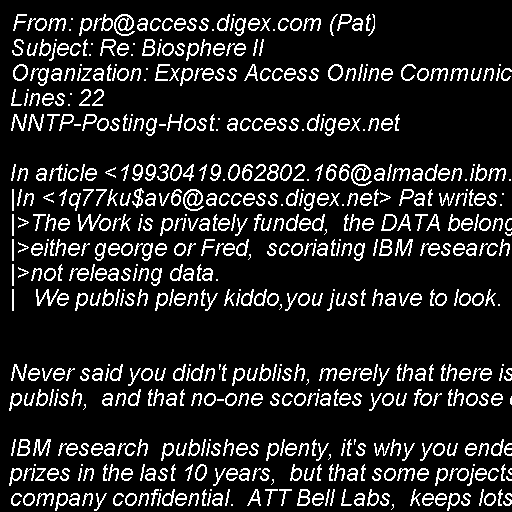 From: prb@access.digex.com (Pat)
Subject: Re: Biosphere II
Organization: Express Access Online Communic
Lines: 22
NNTP-Posting-Host: access.digex.net
In article <19930419.062802.166@almaden.ibm.
|In <1q77ku$av6@access.digex.net> Pat writes:
|>The Work is privately funded,  the DATA belong
|>either george or Fred,  scoriating IBM research
|>not releasing data.
|   We publish plenty kiddo,you just have to look.
Never said you didn't publish, merely that there is
publish,  and that no-one scoriates you for those
IBM research  publishes plenty, it's why you ende
prizes in the last 10 years,  but that some projects
company confidential.  ATT Bell Labs,  keeps lots